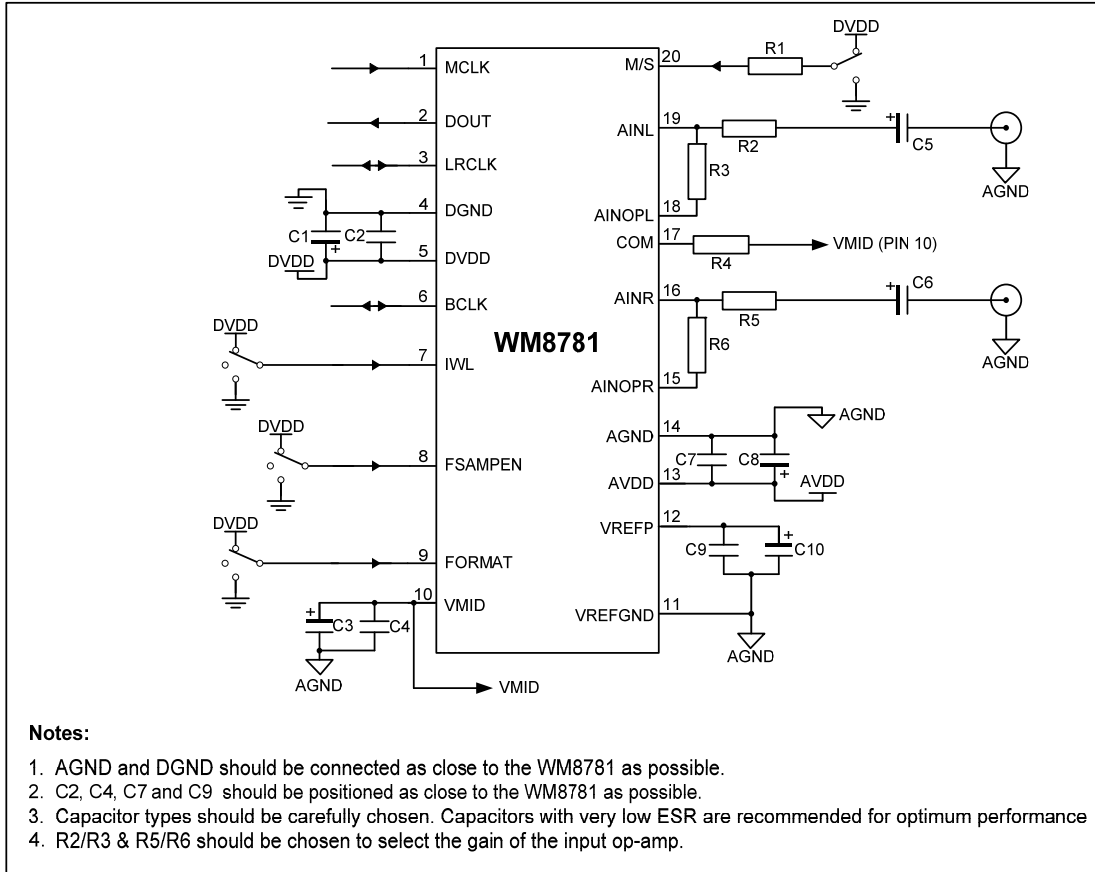 DVDD
R1
1
MCLK
M/S
20
2
DOUT
AINL
19
R2
+
C5
AGND
3
LRCLK
R3
4
DGND
AINOPL
18
C1
C2
+
COM
17
R4
VMID (PIN 10)
DVDD
5
DVDD
6
BCLK
AINR
16
R5
+
C6
AGND
WM8781
R6
DVDD
7
IWL
AINOPR
15
AGND
14
AGND
DVDD
8
FSAMPEN
C7
C8
+
AVDD
13
AVDD
VREFP
12
C9
+
C10
DVDD
9
FORMAT
10
VMID
VREFGND
11
+
C3
C4
AGND
AGND
VMID
Notes:
1. AGND and DGND should be connected as close to the WM8781 as possible.
2. C2, C4, C7 and C9 should be positioned as close to the WM8781 as possible.
3. Capacitor types should be carefully chosen. Capacitors with very low ESR are recommended for optimum performance
4. R2/R3 & R5/R6 should be chosen to select the gain of the input op-amp.